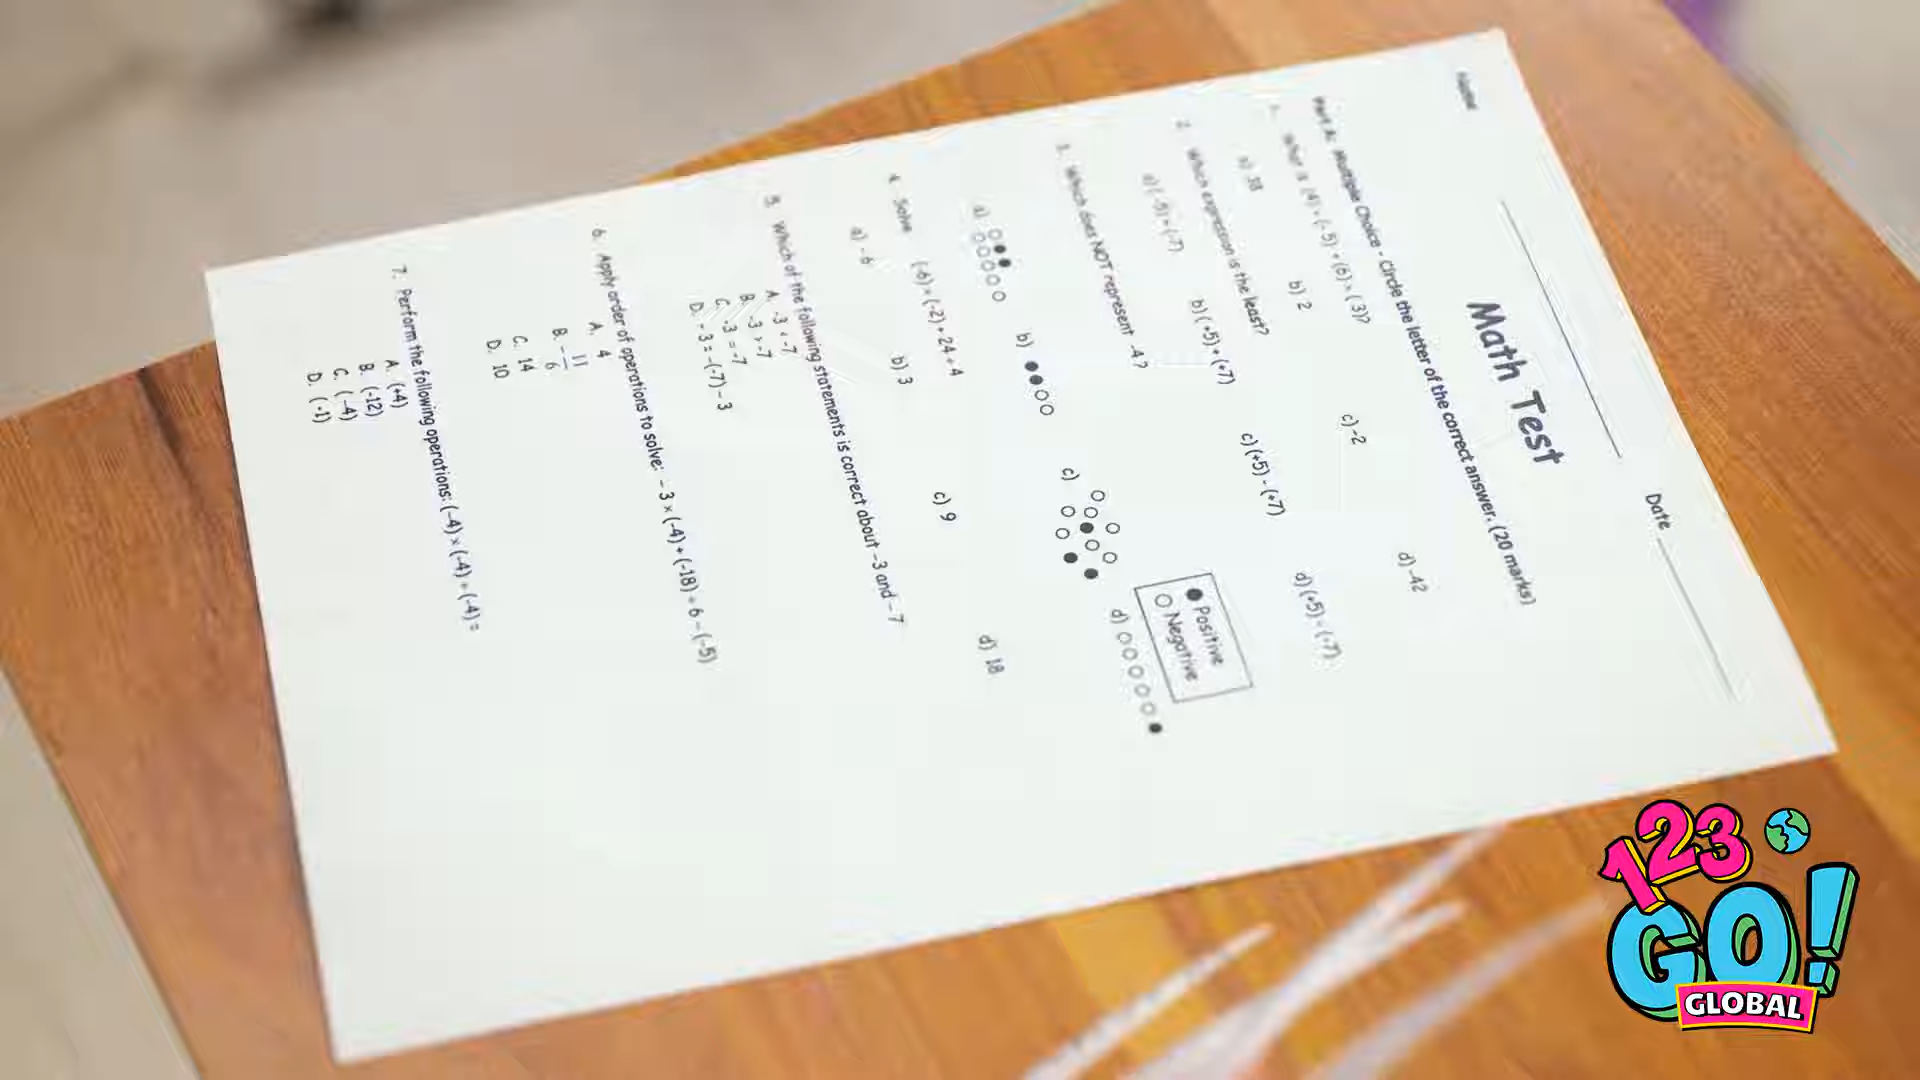 Name
Date
Math Test
Part A: Multiple Choice - Circle the letter of the correct answer. (20 marks)
1. What is (4) × (-5) + (6) × (3)?
a) 38 b) 2 c) -2 d) -42
2. Which expression is the least?
a) (-5) + (-7) b) (+5) + (+7) c) (+5) - (+7) d) (+5) - (-7)
3. Which does NOT represent -4?
Positive
Negative
a) b) c) d)
4. Solve (-6) × (-2) + 24 ÷ 4
a) -6 b) 3 c) 9 d) 18
5. Which of the following statements is correct about -3 and -7
A. -3 < -7
B. -3 > -7
C. -3 = -7
D. -3 = -(-7) - 3
6. Apply order of operations to solve: -3 × (-4) + (-18) ÷ 6 - (-5)
A. 4
B. - 11/6
C. 14
D. 10
7. Perform the following operations: (-4) × (-4) ÷ (-4) =
A. (+4)
B. (-12)
C. (-4)
D. (-1)
123
GO!
GLOBAL